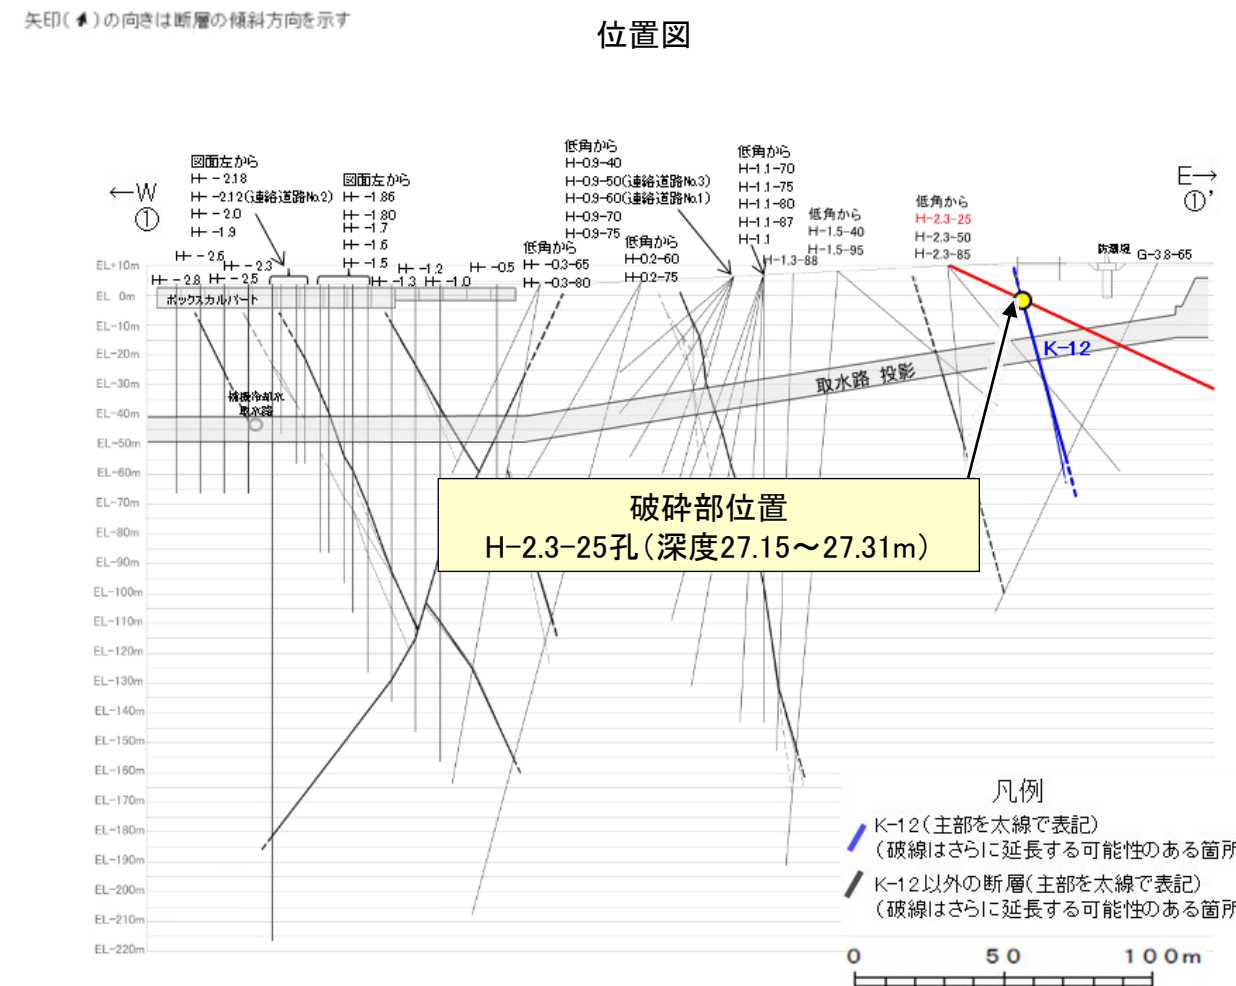 矢印( )の向きは断層の傾斜方向を示す
位置図
←W
①
E→
①’
図面左から
H- -2.18
H- -2.12(連絡道路No.2)
H- -2.0
H- -1.9
図面左から
H- -1.86
H- -1.80
H- -1.7
H- -1.6
H- -1.5
低角から
H-0.9-40
H-0.9-50(連絡道路No.3)
H-0.9-60(連絡道路No.1)
H-0.9-70
H-0.9-75
低角から
H-1.1-70
H-1.1-75
H-1.1-80
H-1.1-87
H-1.1
低角から
H-1.5-40
H-1.5-95
低角から
H-2.3-25
H-2.3-50
H-2.3-85
低角から
H- -0.3-65
H- -0.3-80
低角から
H-0.2-60
H-0.2-75
H-1.3-88
防潮堤
G-3.8-65
H- -2.6
H- -2.3
H- -2.8
H- -2.5
H- -1.2
H- -0.5
H- -1.3
H- -1.0
ボックスカルバート
補機冷却水
取水路
取水路 投影
K-12
EL+10m
EL 0m
EL-10m
EL-20m
EL-30m
EL-40m
EL-50m
EL-60m
EL-70m
EL-80m
EL-90m
EL-100m
EL-110m
EL-120m
EL-130m
EL-140m
EL-150m
EL-160m
EL-170m
EL-180m
EL-190m
EL-200m
EL-210m
EL-220m
破砕部位置
H-2.3-25孔(深度27.15~27.31m)
凡例
K-12(主部を太線で表記)
(破線はさらに延長する可能性のある箇所
K-12以外の断層(主部を太線で表記)
(破線はさらに延長する可能性のある箇所
0 50 100m